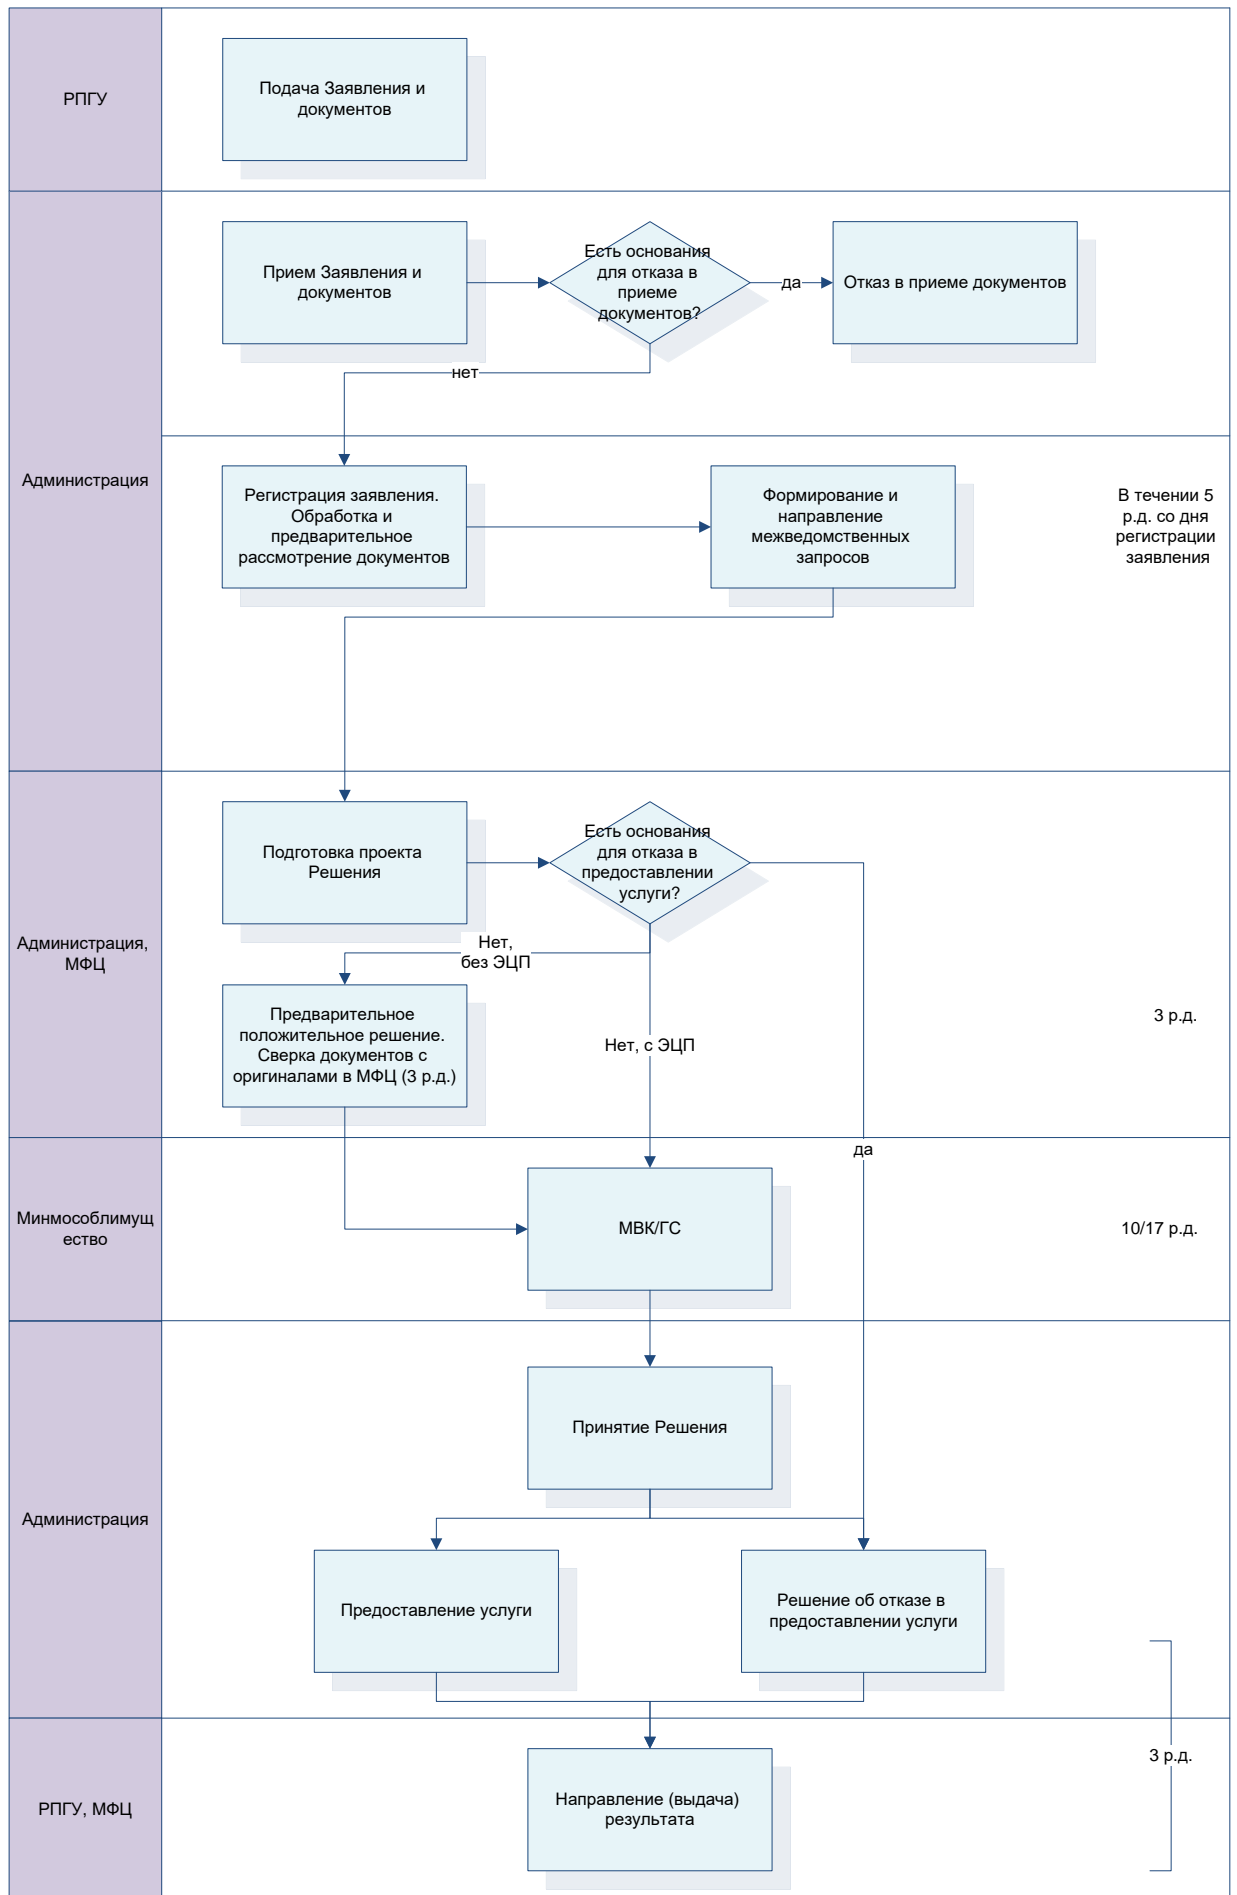 РПГУ
Подача Заявления и
документов
Администрация
Прием Заявления и
документов
Есть основания
для отказа в
приеме
документов?
да
Отказ в приеме документов
нет
Регистрация заявления.
Обработка и
предварительное
рассмотрение документов
Формирование и
направление
межведомственных
запросов
В течении 5
р.д. со дня
регистрации
заявления
Администрация,
МФЦ
Подготовка проекта
Решения
Есть основания
для отказа в
предоставлении
услуги?
Нет,
без ЭЦП
Предварительное
положительное решение.
Сверка документов с
оригиналами в МФЦ (3 р.д.)
Нет, с ЭЦП
3 р.д.
да
Минмособлимущ
ество
МВК/ГС
10/17 р.д.
Администрация
Принятие Решения
Предоставление услуги
Решение об отказе в
предоставлении услуги
РПГУ, МФЦ
Направление (выдача)
результата
3 р.д.